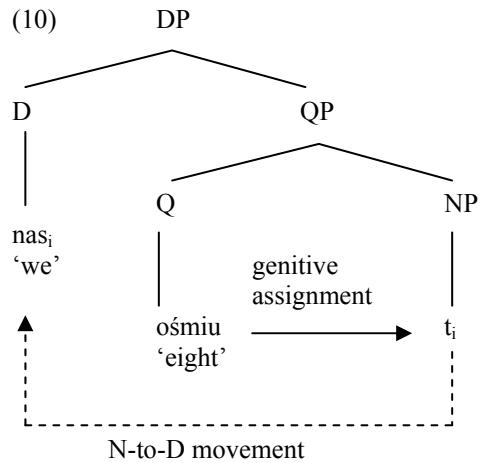 (10) DP
D QP
Q NP
nasᵢ genitive
‘we’ assignment
ośmiu tᵢ
‘eight’
N-to-D movement